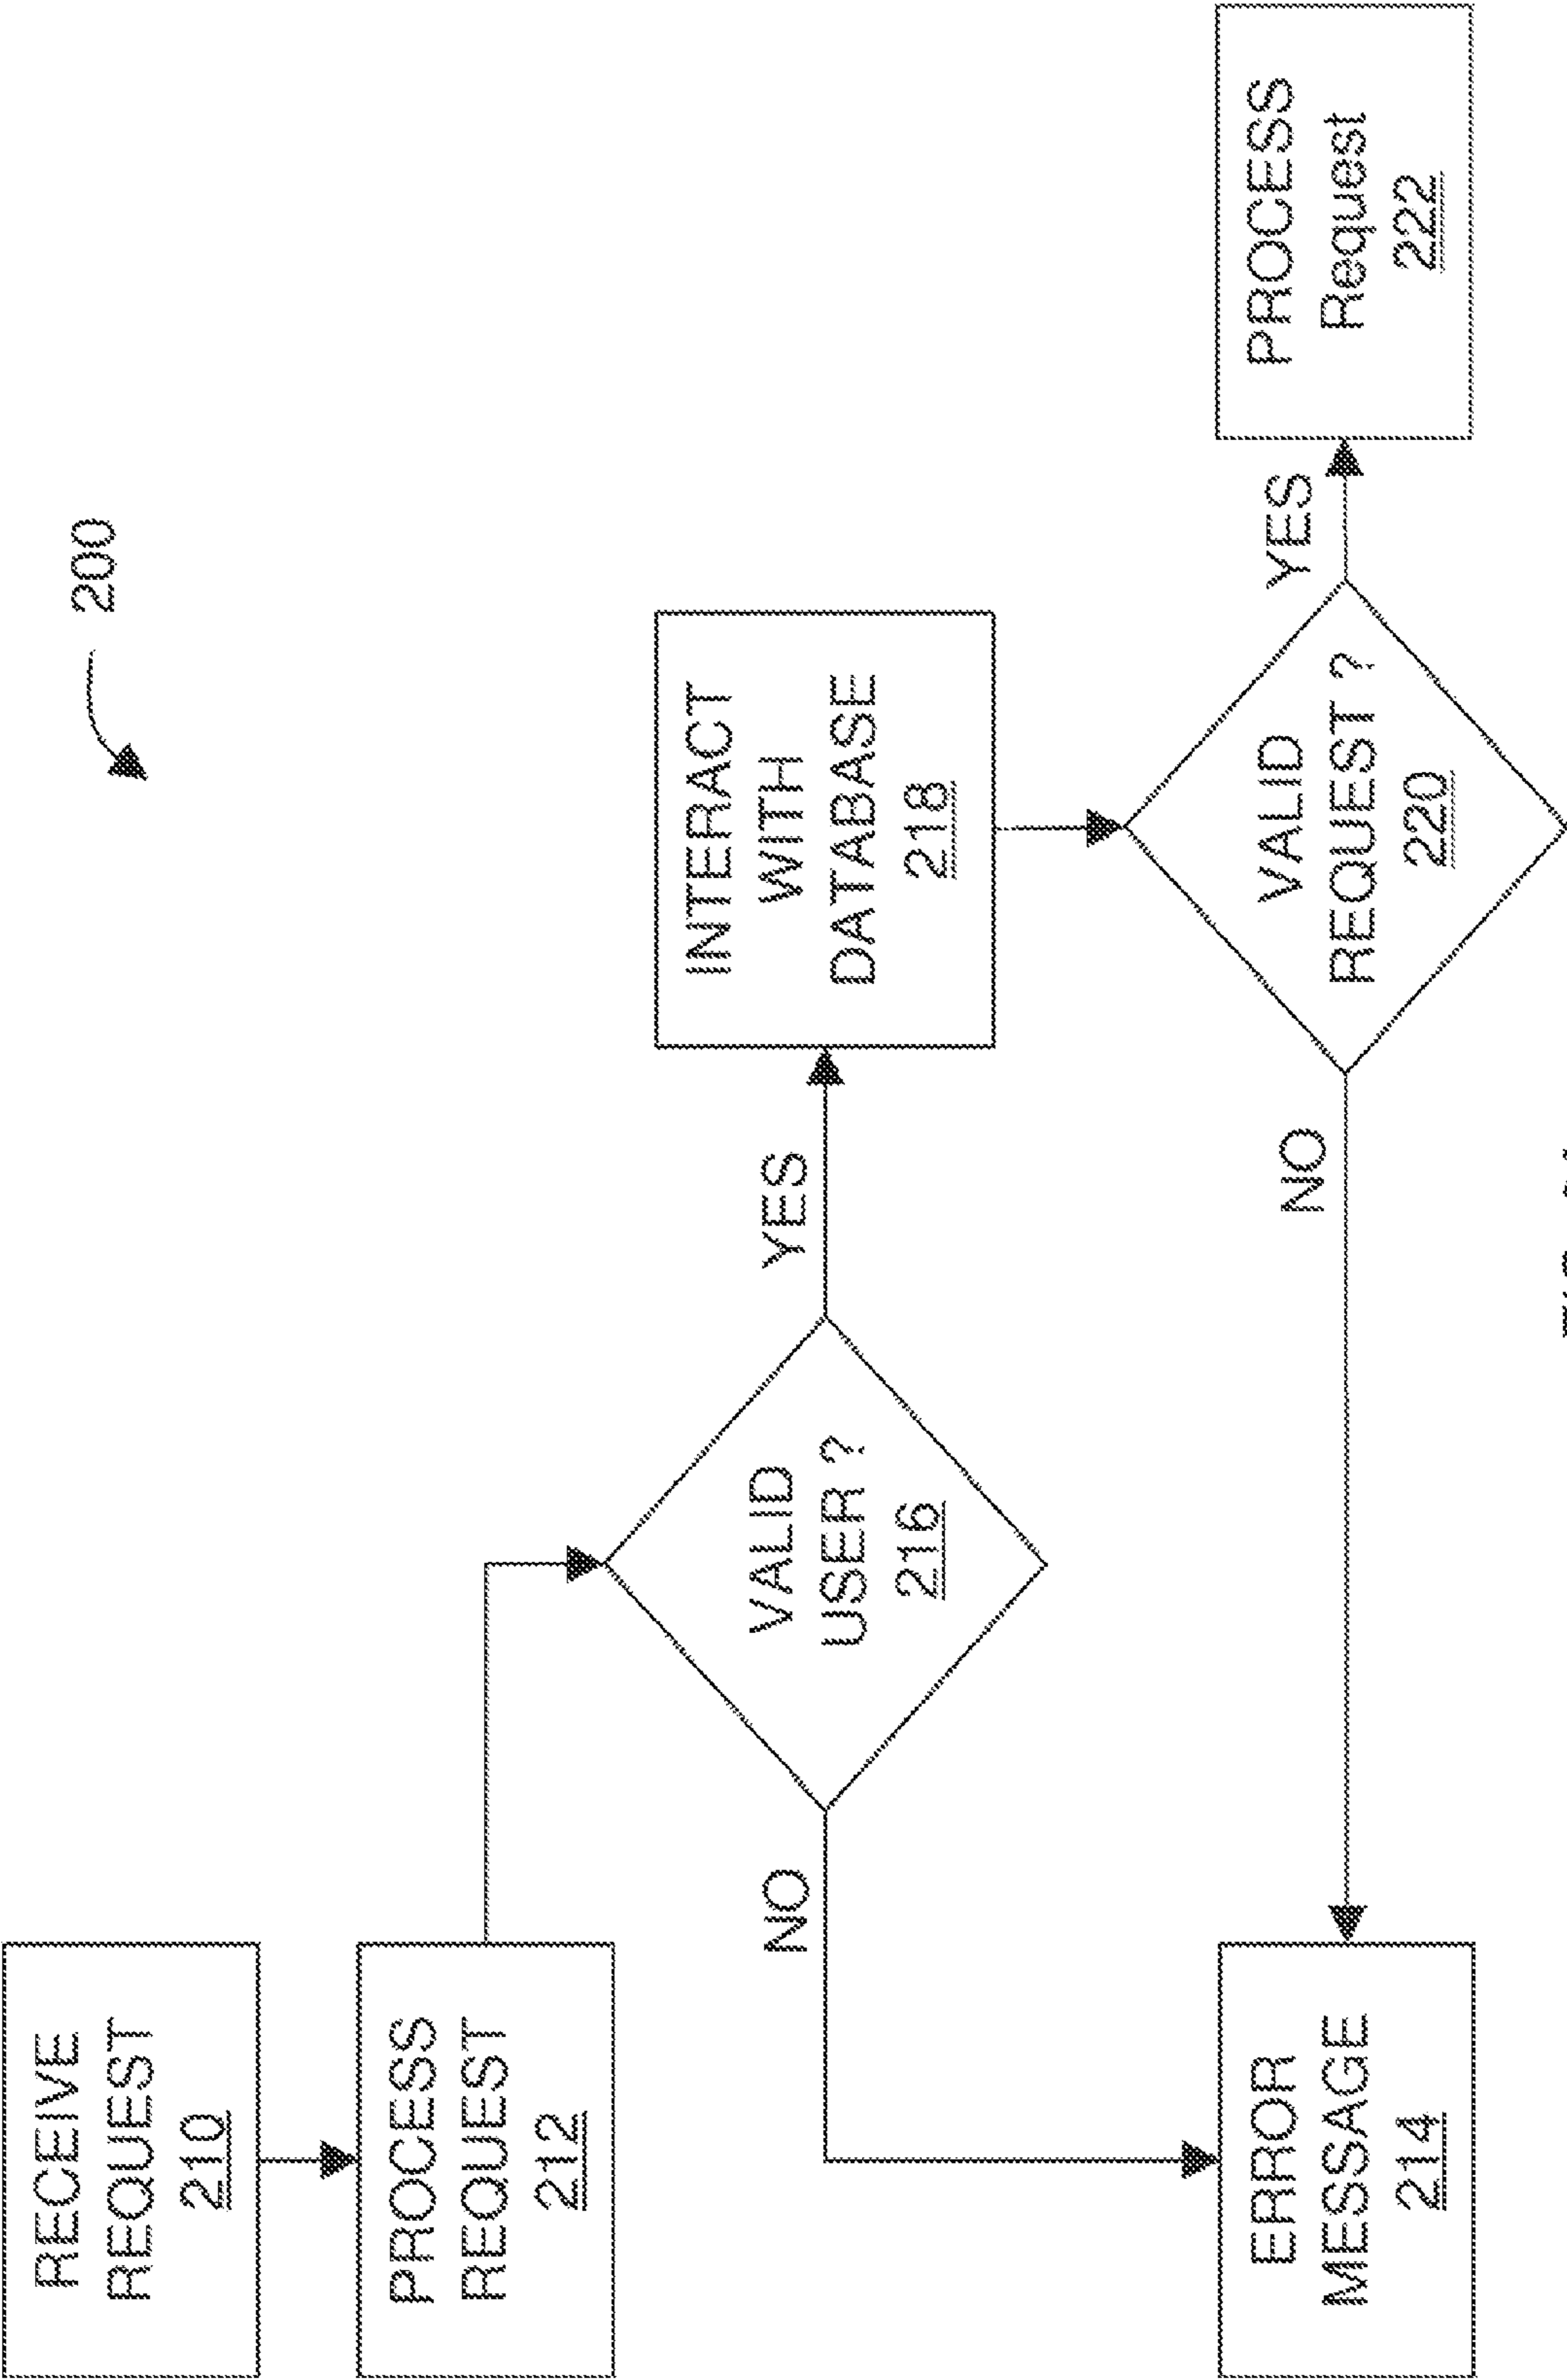 200
RECEIVE
REQUEST
210
PROCESS
REQUEST
212
VALID
USER ?
216
NO
YES
INTERACT
WITH
DATABASE
218
VALID
REQUEST ?
220
NO
YES
ERROR
MESSAGE
214
PROCESS
Request
222